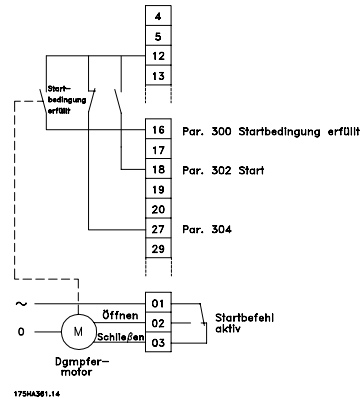 4
5
12
13
Start-
bedingung
erfüllt
16 Par. 300 Startbedingung erfüllt
17
18 Par. 302 Start
19
20
27 Par. 304
29
~ 01
Öffnen 02 Startbefehl
aktiv
0 M
Schließen 03
Dgmpfer-
motor
175HA361.14